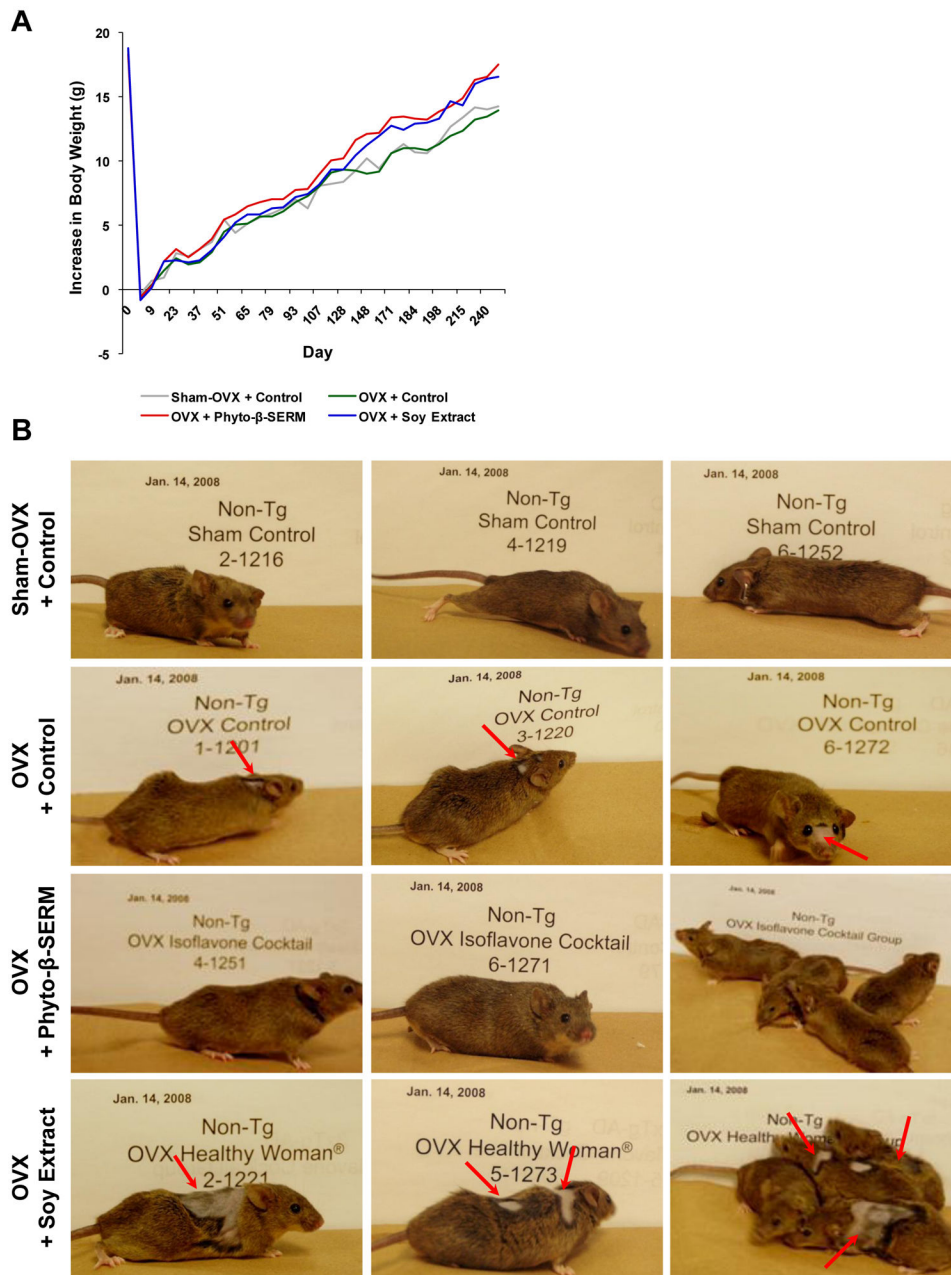 A
20
15
10
5
0
-5
Increase in Body Weight (g)
0 9 23 37 51 65 79 93 107 128 148 171 184 198 215 240
Day
Sham-OVX + Control
OVX + Control
OVX + Phyto-β-SERM
OVX + Soy Extract
B
Sham-OVX
+ Control
Jan. 14, 2008
Non-Tg
Sham Control
2-1216
Jan. 14, 2008
Non-Tg
Sham Control
4-1219
Jan. 14, 2008
Non-Tg
Sham Control
6-1252
OVX
+ Control
Jan. 14, 2008
Non-Tg
OVX Control
1-1201
Jan. 14, 2008
Non-Tg
OVX Control
3-1220
Jan. 14, 2008
Non-Tg
OVX Control
6-1272
OVX
+ Phyto-β-SERM
Jan. 14, 2008
Non-Tg
OVX Isoflavone Cocktail
4-1251
Jan. 14, 2008
Non-Tg
OVX Isoflavone Cocktail
6-1271
Jan. 14, 2008
Non-Tg
OVX Isoflavone Cocktail Group
OVX
+ Soy Extract
Jan. 14, 2008
Non-Tg
OVX Healthy Woman®
2-1221
Jan. 14, 2008
Non-Tg
OVX Healthy Woman®
5-1273
Jan. 14, 2008
Non-Tg
OVX Healthy